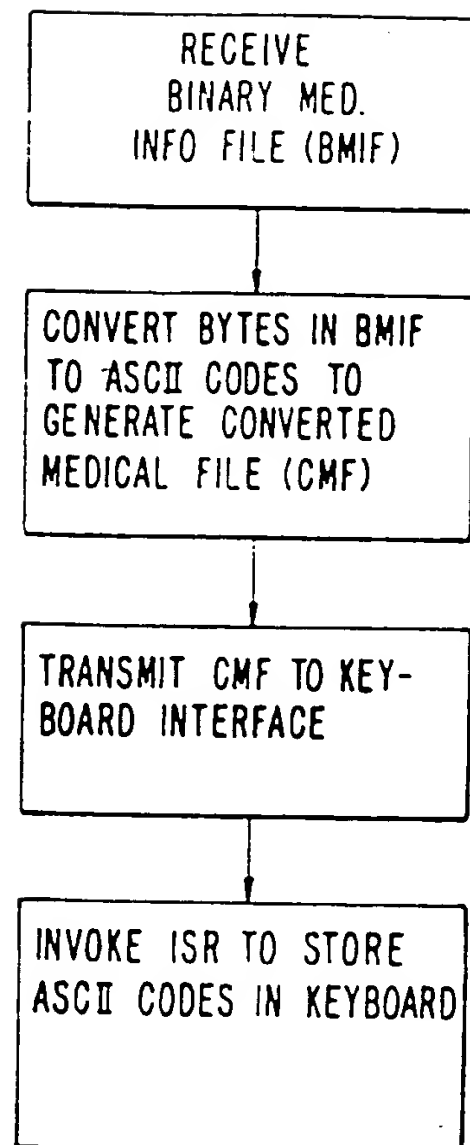 RECEIVE
BINARY MED.
INFO FILE (BMIF)
CONVERT BYTES IN BMIF
TO ASCII CODES TO
GENERATE CONVERTED
MEDICAL FILE (CMF)
TRANSMIT CMF TO KEY-
BOARD INTERFACE
INVOKE ISR TO STORE
ASCII CODES IN KEYBOARD